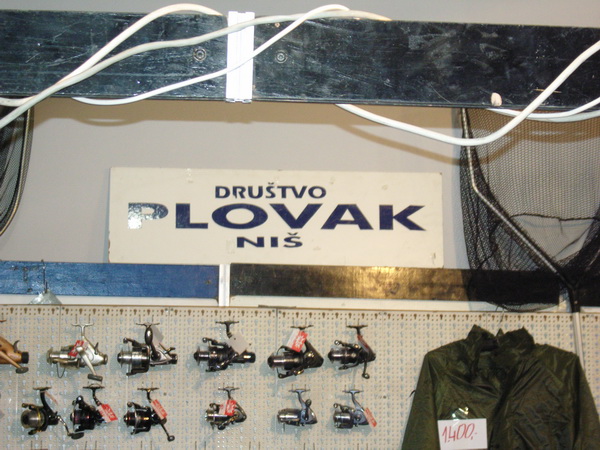 DRUŠTVO
PLOVAK
NIŠ
1400,-